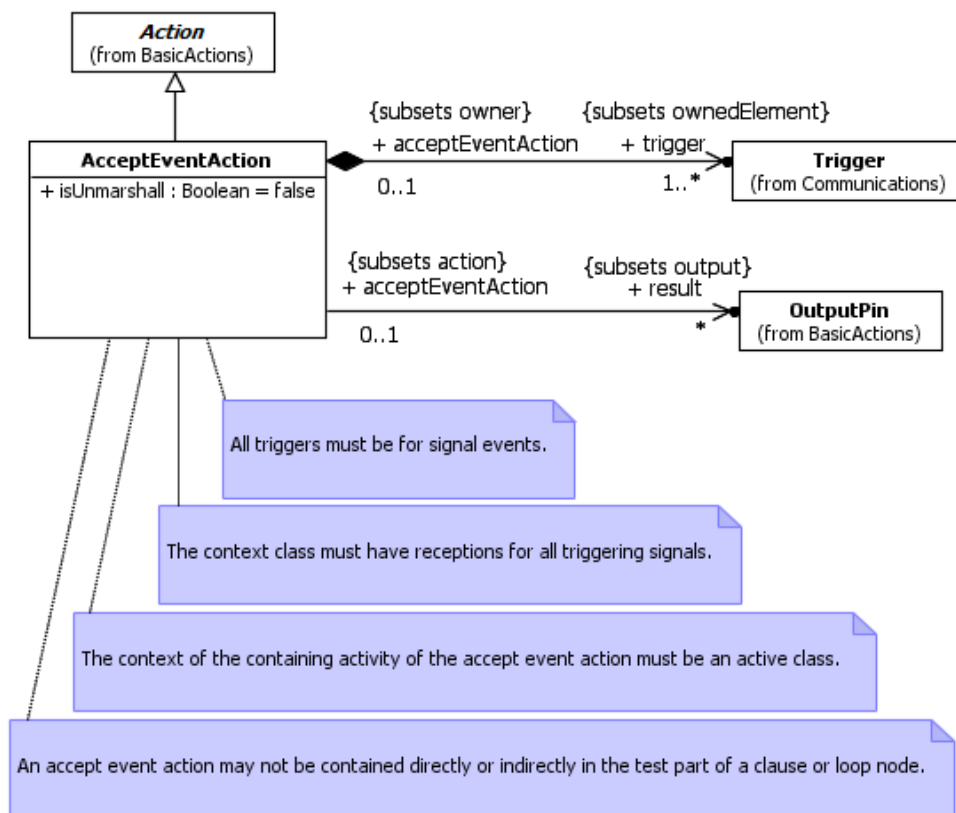 Action
(from BasicActions)
{subsets owner}
{subsets ownedElement}
+ acceptEventAction
+ trigger
AcceptEventAction
Trigger
+ isUnmarshall : Boolean = false
0..1
1..*
(from Communications)
{subsets action}
{subsets output}
+ acceptEventAction
+ result
OutputPin
0..1
*
(from BasicActions)
All triggers must be for signal events.
The context class must have receptions for all triggering signals.
The context of the containing activity of the accept event action must be an active class.
An accept event action may not be contained directly or indirectly in the test part of a clause or loop node.